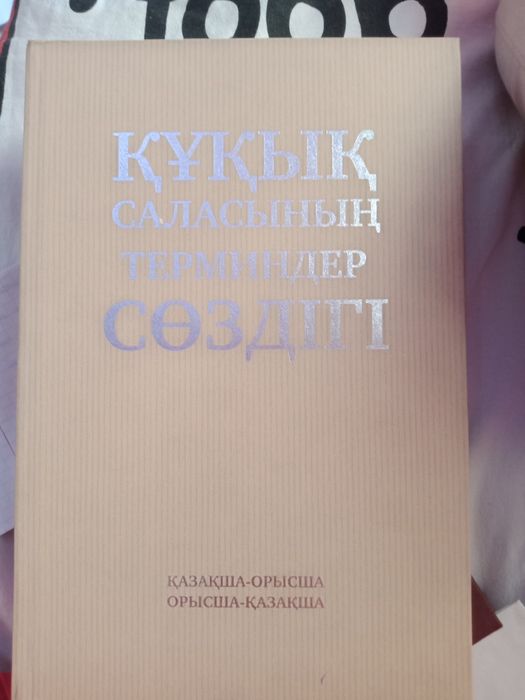 ҚҰҚЫҚ
САЛАСЫНЫҢ
ТЕРМИНДЕР
СӨЗДІГІ
ҚАЗАҚША-ОРЫСША
ОРЫСША-ҚАЗАҚША